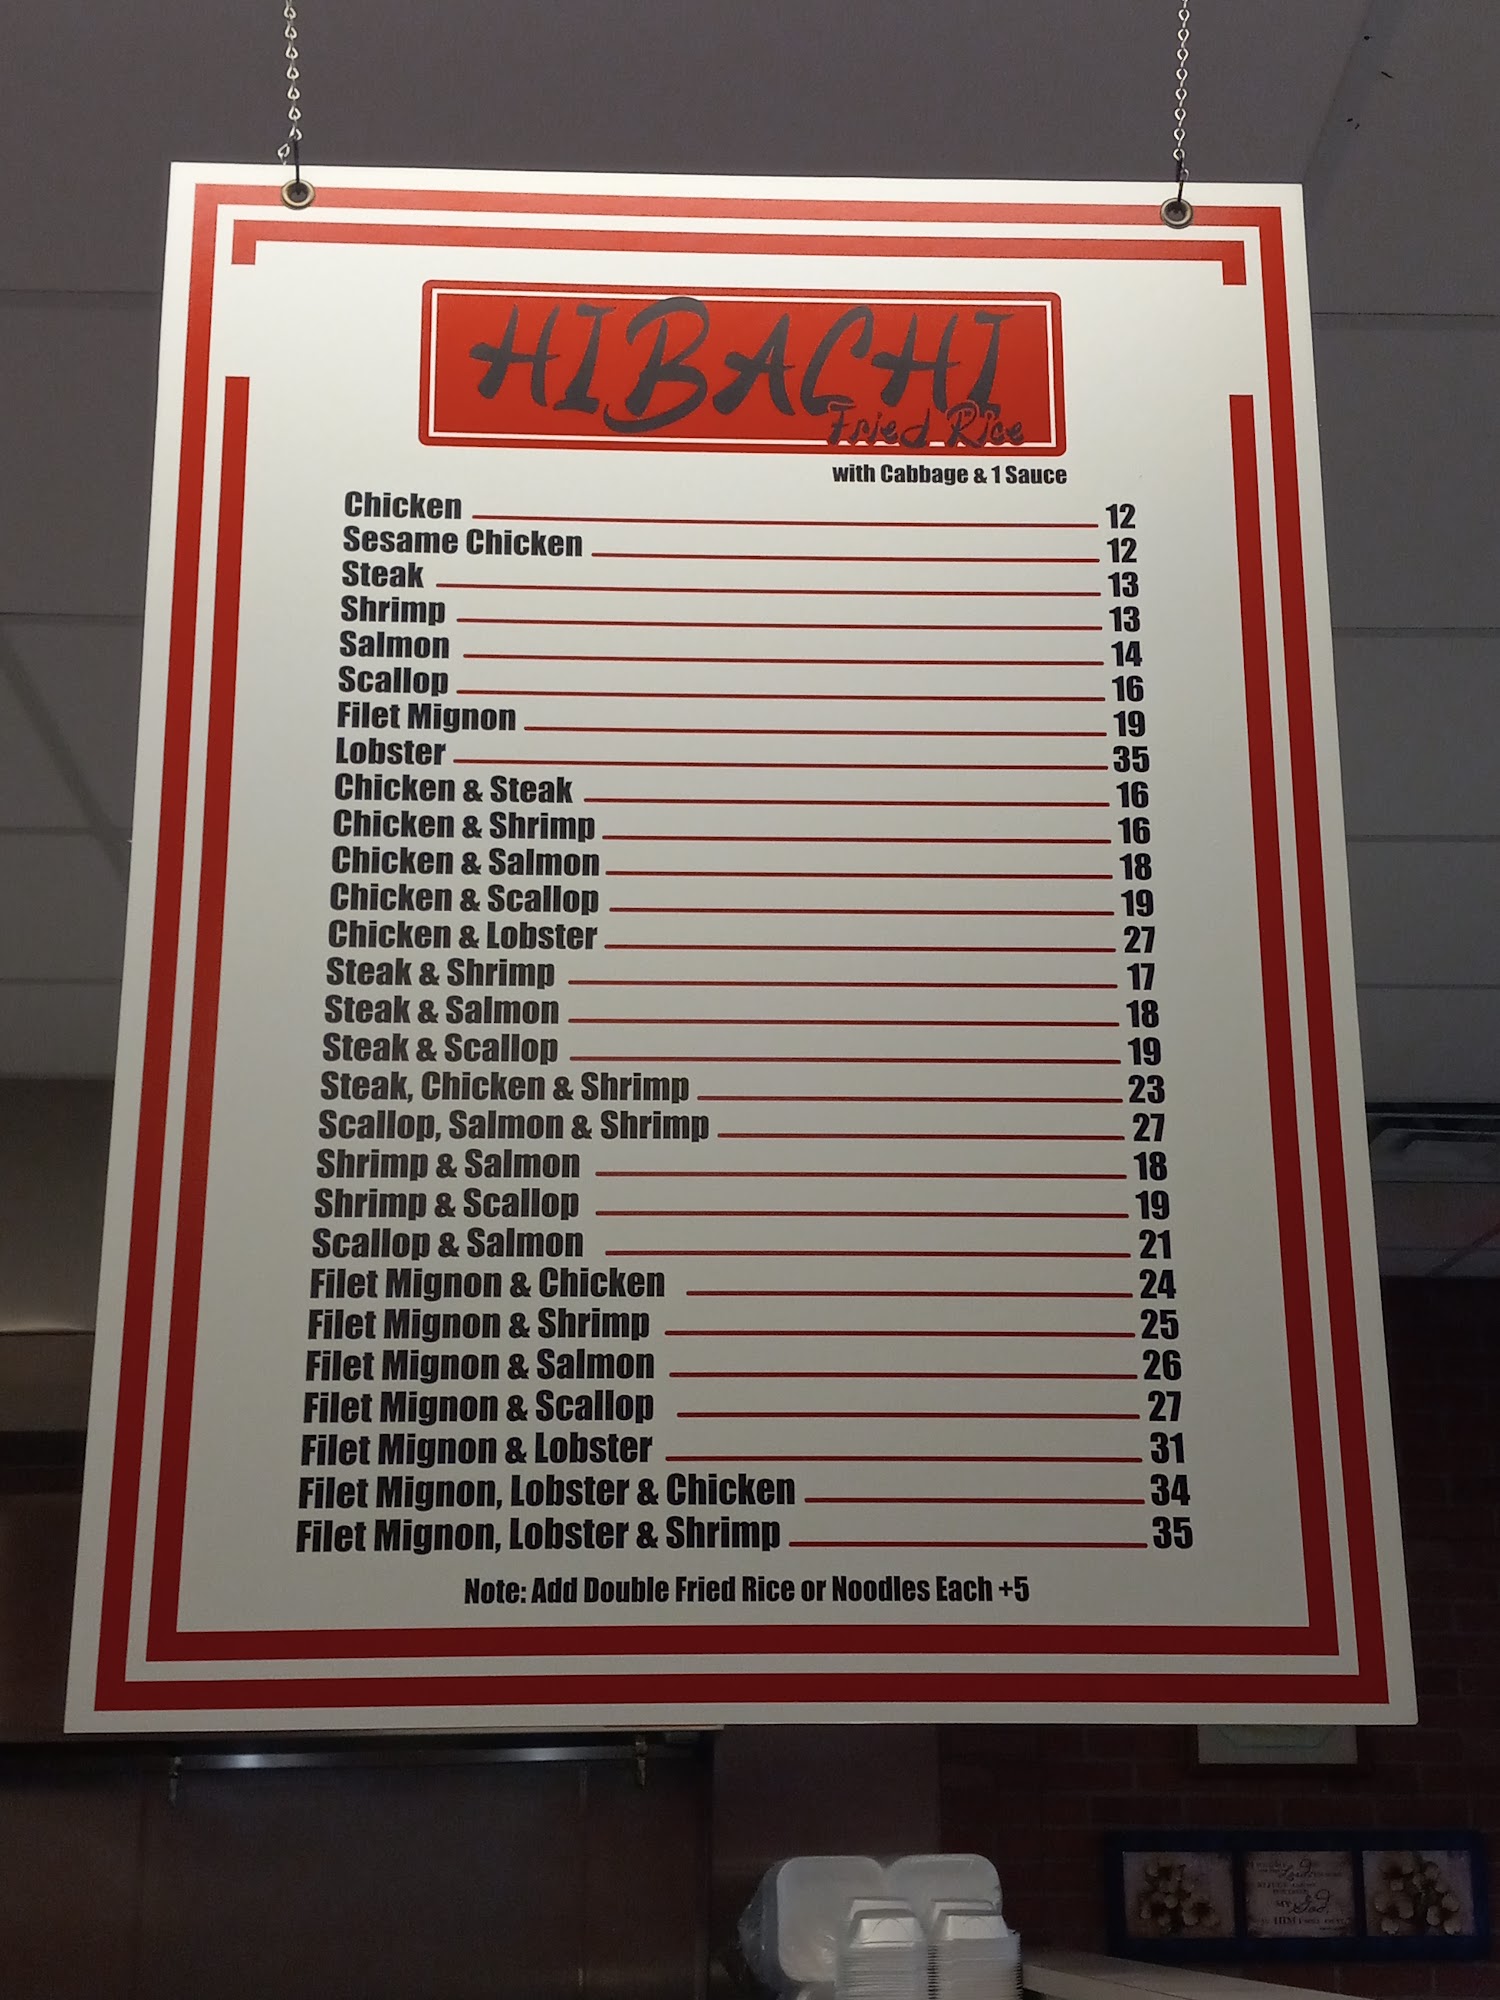 HIBACHI
Fried Rice
with Cabbage & 1 Sauce
Chicken 12
Sesame Chicken 12
Steak 13
Shrimp 13
Salmon 14
Scallop 16
Filet Mignon 19
Lobster 35
Chicken & Steak 16
Chicken & Shrimp 16
Chicken & Salmon 18
Chicken & Scallop 19
Chicken & Lobster 27
Steak & Shrimp 17
Steak & Salmon 18
Steak & Scallop 19
Steak, Chicken & Shrimp 23
Scallop, Salmon & Shrimp 27
Shrimp & Salmon 18
Shrimp & Scallop 19
Scallop & Salmon 21
Filet Mignon & Chicken 24
Filet Mignon & Shrimp 25
Filet Mignon & Salmon 26
Filet Mignon & Scallop 27
Filet Mignon & Lobster 31
Filet Mignon, Lobster & Chicken 34
Filet Mignon, Lobster & Shrimp 35
Note: Add Double Fried Rice or Noodles Each +5